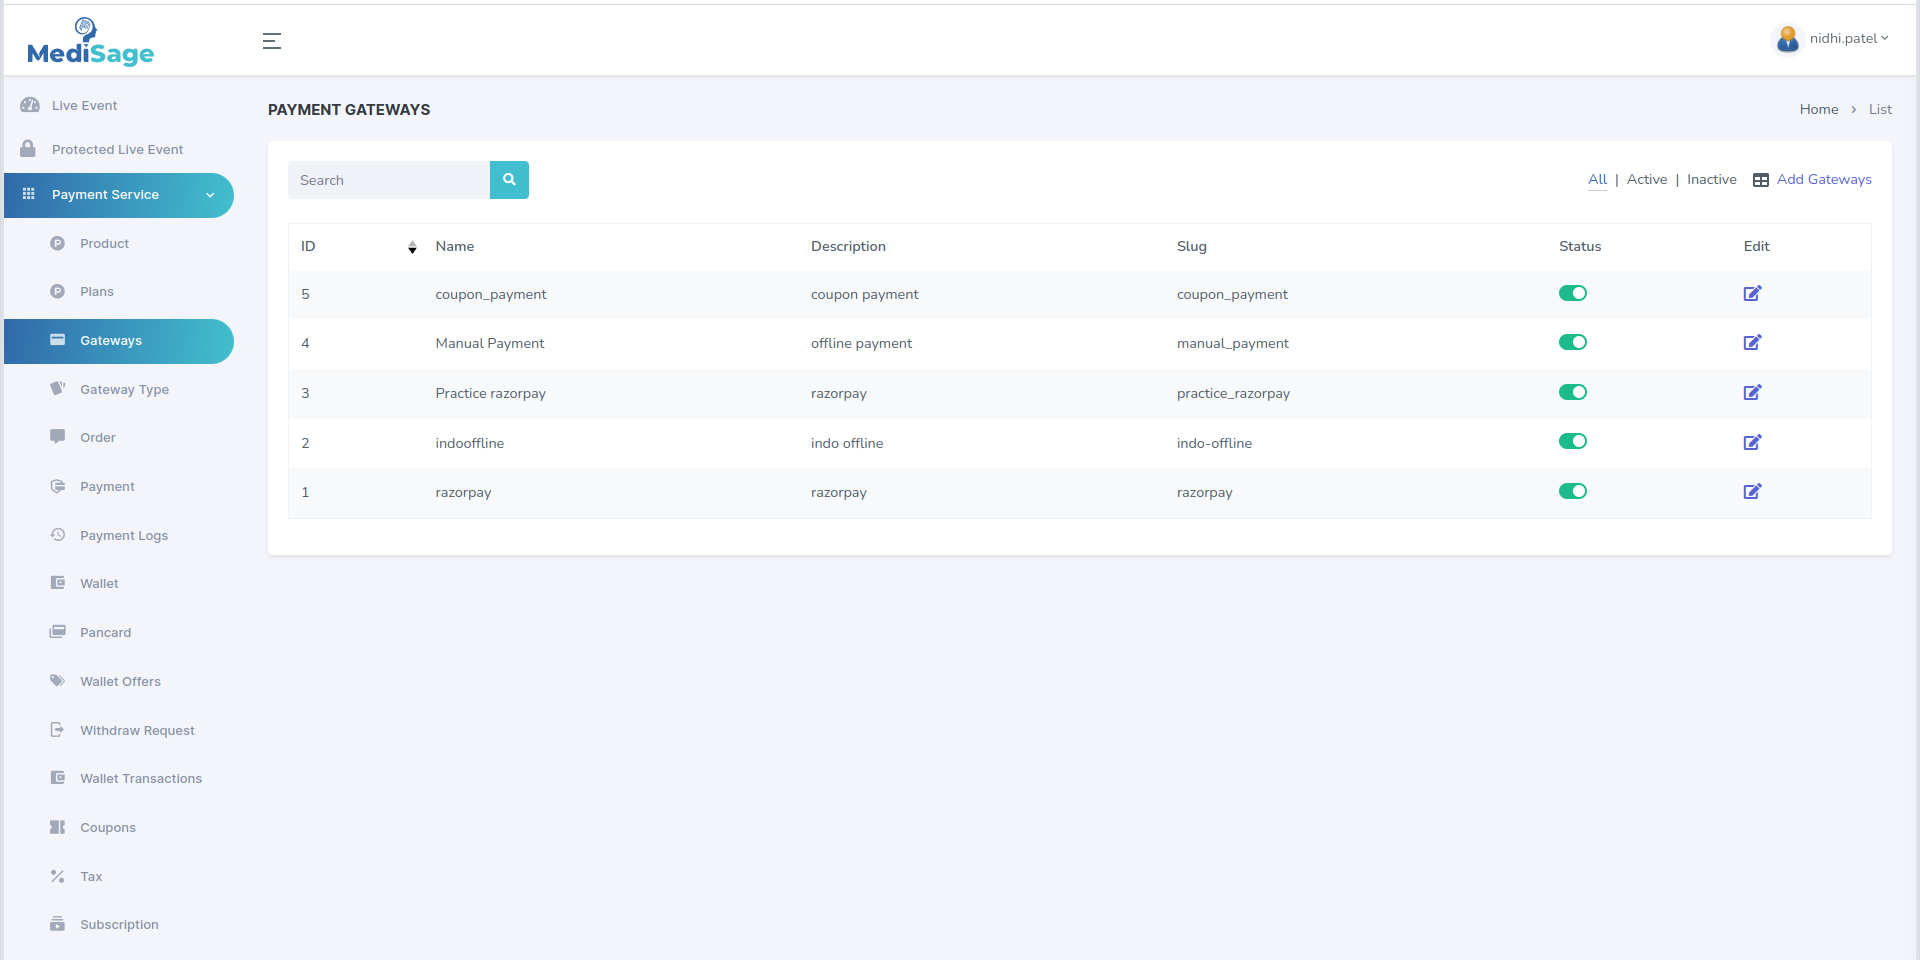 MediSage
nidhi.patel
Live Event
Protected Live Event
Payment Service
Product
Plans
Gateways
Gateway Type
Order
Payment
Payment Logs
Wallet
Pancard
Wallet Offers
Withdraw Request
Wallet Transactions
Coupons
Tax
Subscription
PAYMENT GATEWAYS
Home > List
Search
All | Active | Inactive Add Gateways
ID Name Description Slug Status Edit
5 coupon_payment coupon payment coupon_payment
4 Manual Payment offline payment manual_payment
3 Practice razorpay razorpay practice_razorpay
2 indooffline indo offline indo-offline
1 razorpay razorpay razorpay